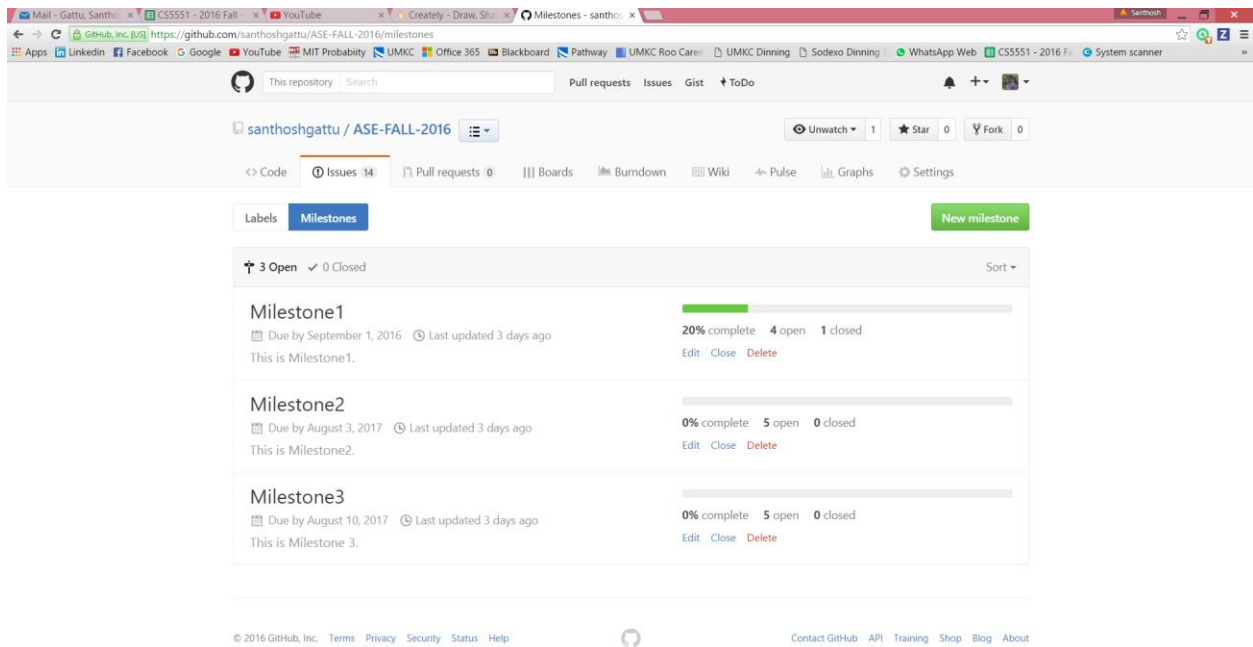 Mail - Gattu, Santho CS5551 - 2016 Fall - YouTube Creately - Draw, Sha Milestones - santhos Santhosh
GitHub, Inc. [US] https://github.com/santhoshgattu/ASE-FALL-2016/milestones
Apps Linkedin Facebook Google YouTube MIT Probabiity UMKC Office 365 Blackboard Pathway UMKC Roo Caree UMKC Dinning Sodexo Dinning WhatsApp Web CS5551 - 2016 Fa System scanner »
This repository Search Pull requests Issues Gist ToDo
santhoshgattu / ASE-FALL-2016 Unwatch 1 Star 0 Fork 0
Code Issues 14 Pull requests 0 Boards Burndown Wiki Pulse Graphs Settings
Labels Milestones New milestone
3 Open 0 Closed Sort
Milestone1
Due by September 1, 2016 Last updated 3 days ago
This is Milestone1.
20% complete 4 open 1 closed
Edit Close Delete
Milestone2
Due by August 3, 2017 Last updated 3 days ago
This is Milestone2.
0% complete 5 open 0 closed
Edit Close Delete
Milestone3
Due by August 10, 2017 Last updated 3 days ago
This is Milestone 3.
0% complete 5 open 0 closed
Edit Close Delete
© 2016 GitHub, Inc. Terms Privacy Security Status Help Contact GitHub API Training Shop Blog About